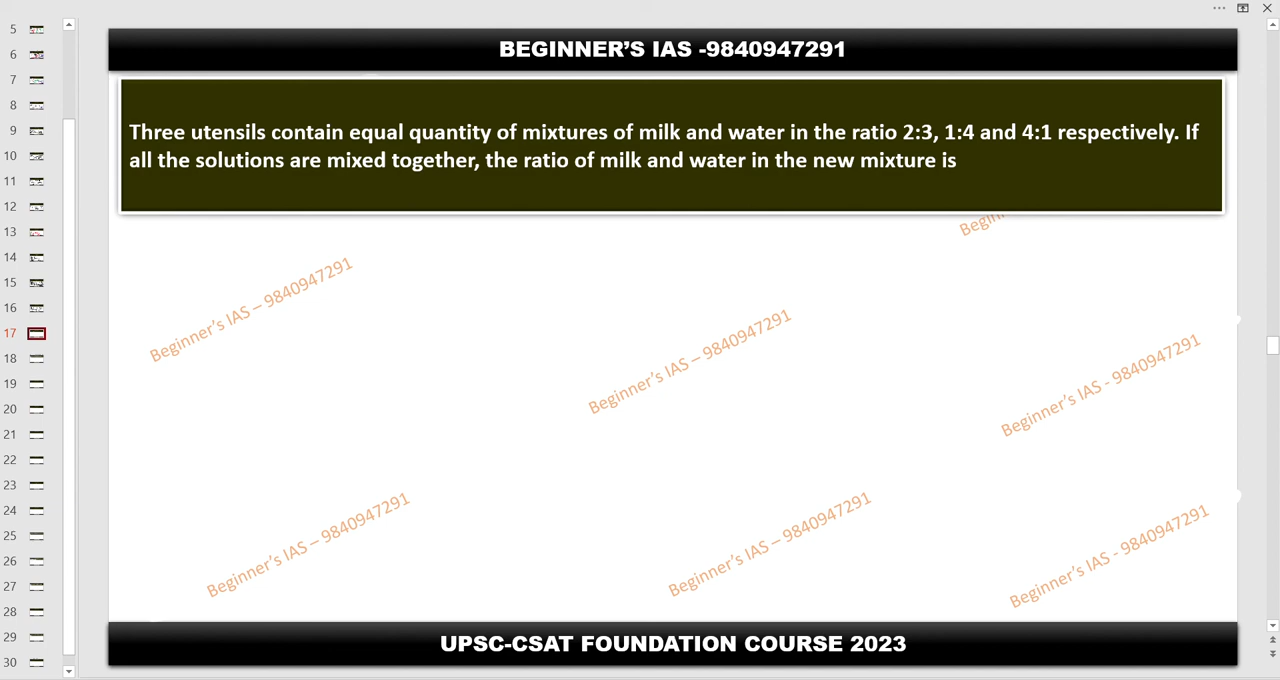 BEGINNER’S IAS -9840947291
Three utensils contain equal quantity of mixtures of milk and water in the ratio 2:3, 1:4 and 4:1 respectively. If
all the solutions are mixed together, the ratio of milk and water in the new mixture is
Beginner’s IAS – 9840947291
Beginner’s IAS – 9840947291
Beginner’s IAS - 9840947291
Beginner’s IAS – 9840947291
Beginner’s IAS – 9840947291
Beginner’s IAS - 9840947291
UPSC-CSAT FOUNDATION COURSE 2023
5
6
7
8
9
10
11
12
13
14
15
16
17
18
19
20
21
22
23
24
25
26
27
28
29
30